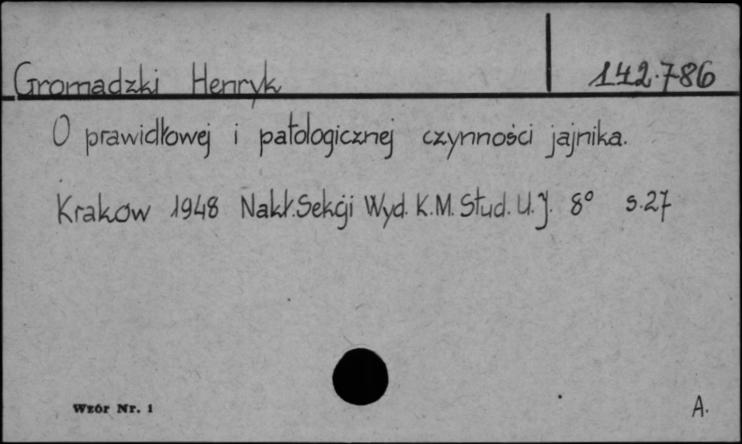 Gromadzki Henryk 142.786
O prawidłowej i patologicznej czynności jajnika.
Kraków 1948 Nakł. Sekcji Wyd. K.M. Stud. U.J. 8° s.27
Wzór Nr. 1
A.